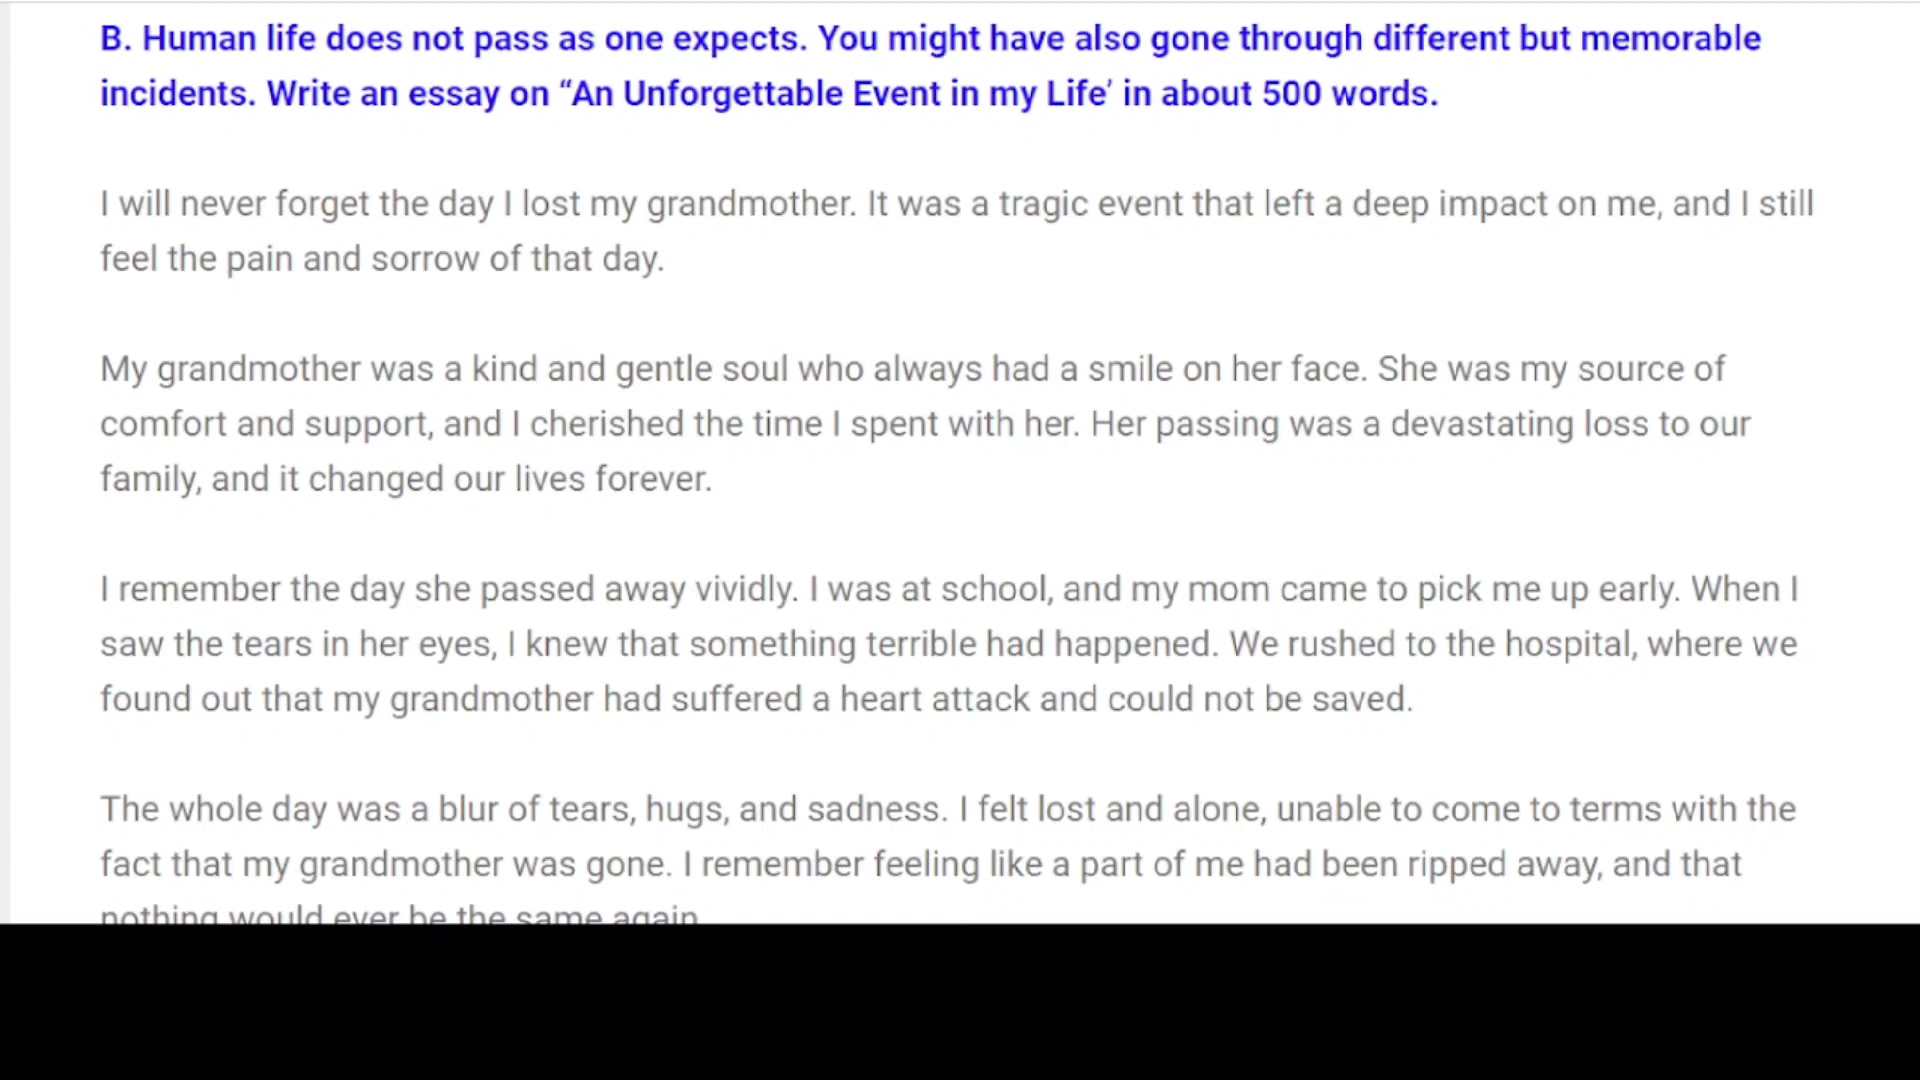 B. Human life does not pass as one expects. You might have also gone through different but memorable
incidents. Write an essay on “An Unforgettable Event in my Life’ in about 500 words.
I will never forget the day I lost my grandmother. It was a tragic event that left a deep impact on me, and I still
feel the pain and sorrow of that day.
My grandmother was a kind and gentle soul who always had a smile on her face. She was my source of
comfort and support, and I cherished the time I spent with her. Her passing was a devastating loss to our
family, and it changed our lives forever.
I remember the day she passed away vividly. I was at school, and my mom came to pick me up early. When I
saw the tears in her eyes, I knew that something terrible had happened. We rushed to the hospital, where we
found out that my grandmother had suffered a heart attack and could not be saved.
The whole day was a blur of tears, hugs, and sadness. I felt lost and alone, unable to come to terms with the
fact that my grandmother was gone. I remember feeling like a part of me had been ripped away, and that
nothing would ever be the same again